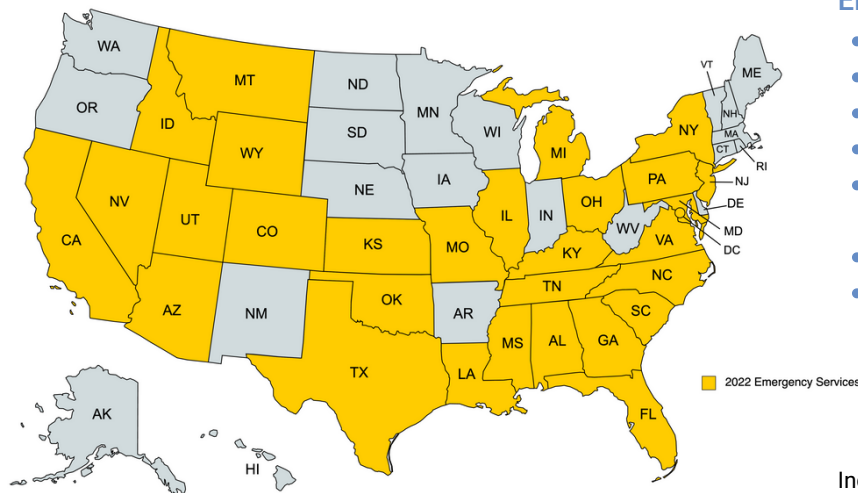 WA
OR
CA
NV
ID
MT
WY
UT
AZ
CO
NM
ND
SD
NE
KS
OK
TX
MN
IA
MO
AR
LA
WI
IL
MI
IN
OH
KY
TN
MS
AL
GA
FL
SC
NC
VA
WV
PA
NY
VT
NH
ME
MA
CT
RI
NJ
DE
MD
DC
AK
HI
2022 Emergency Services